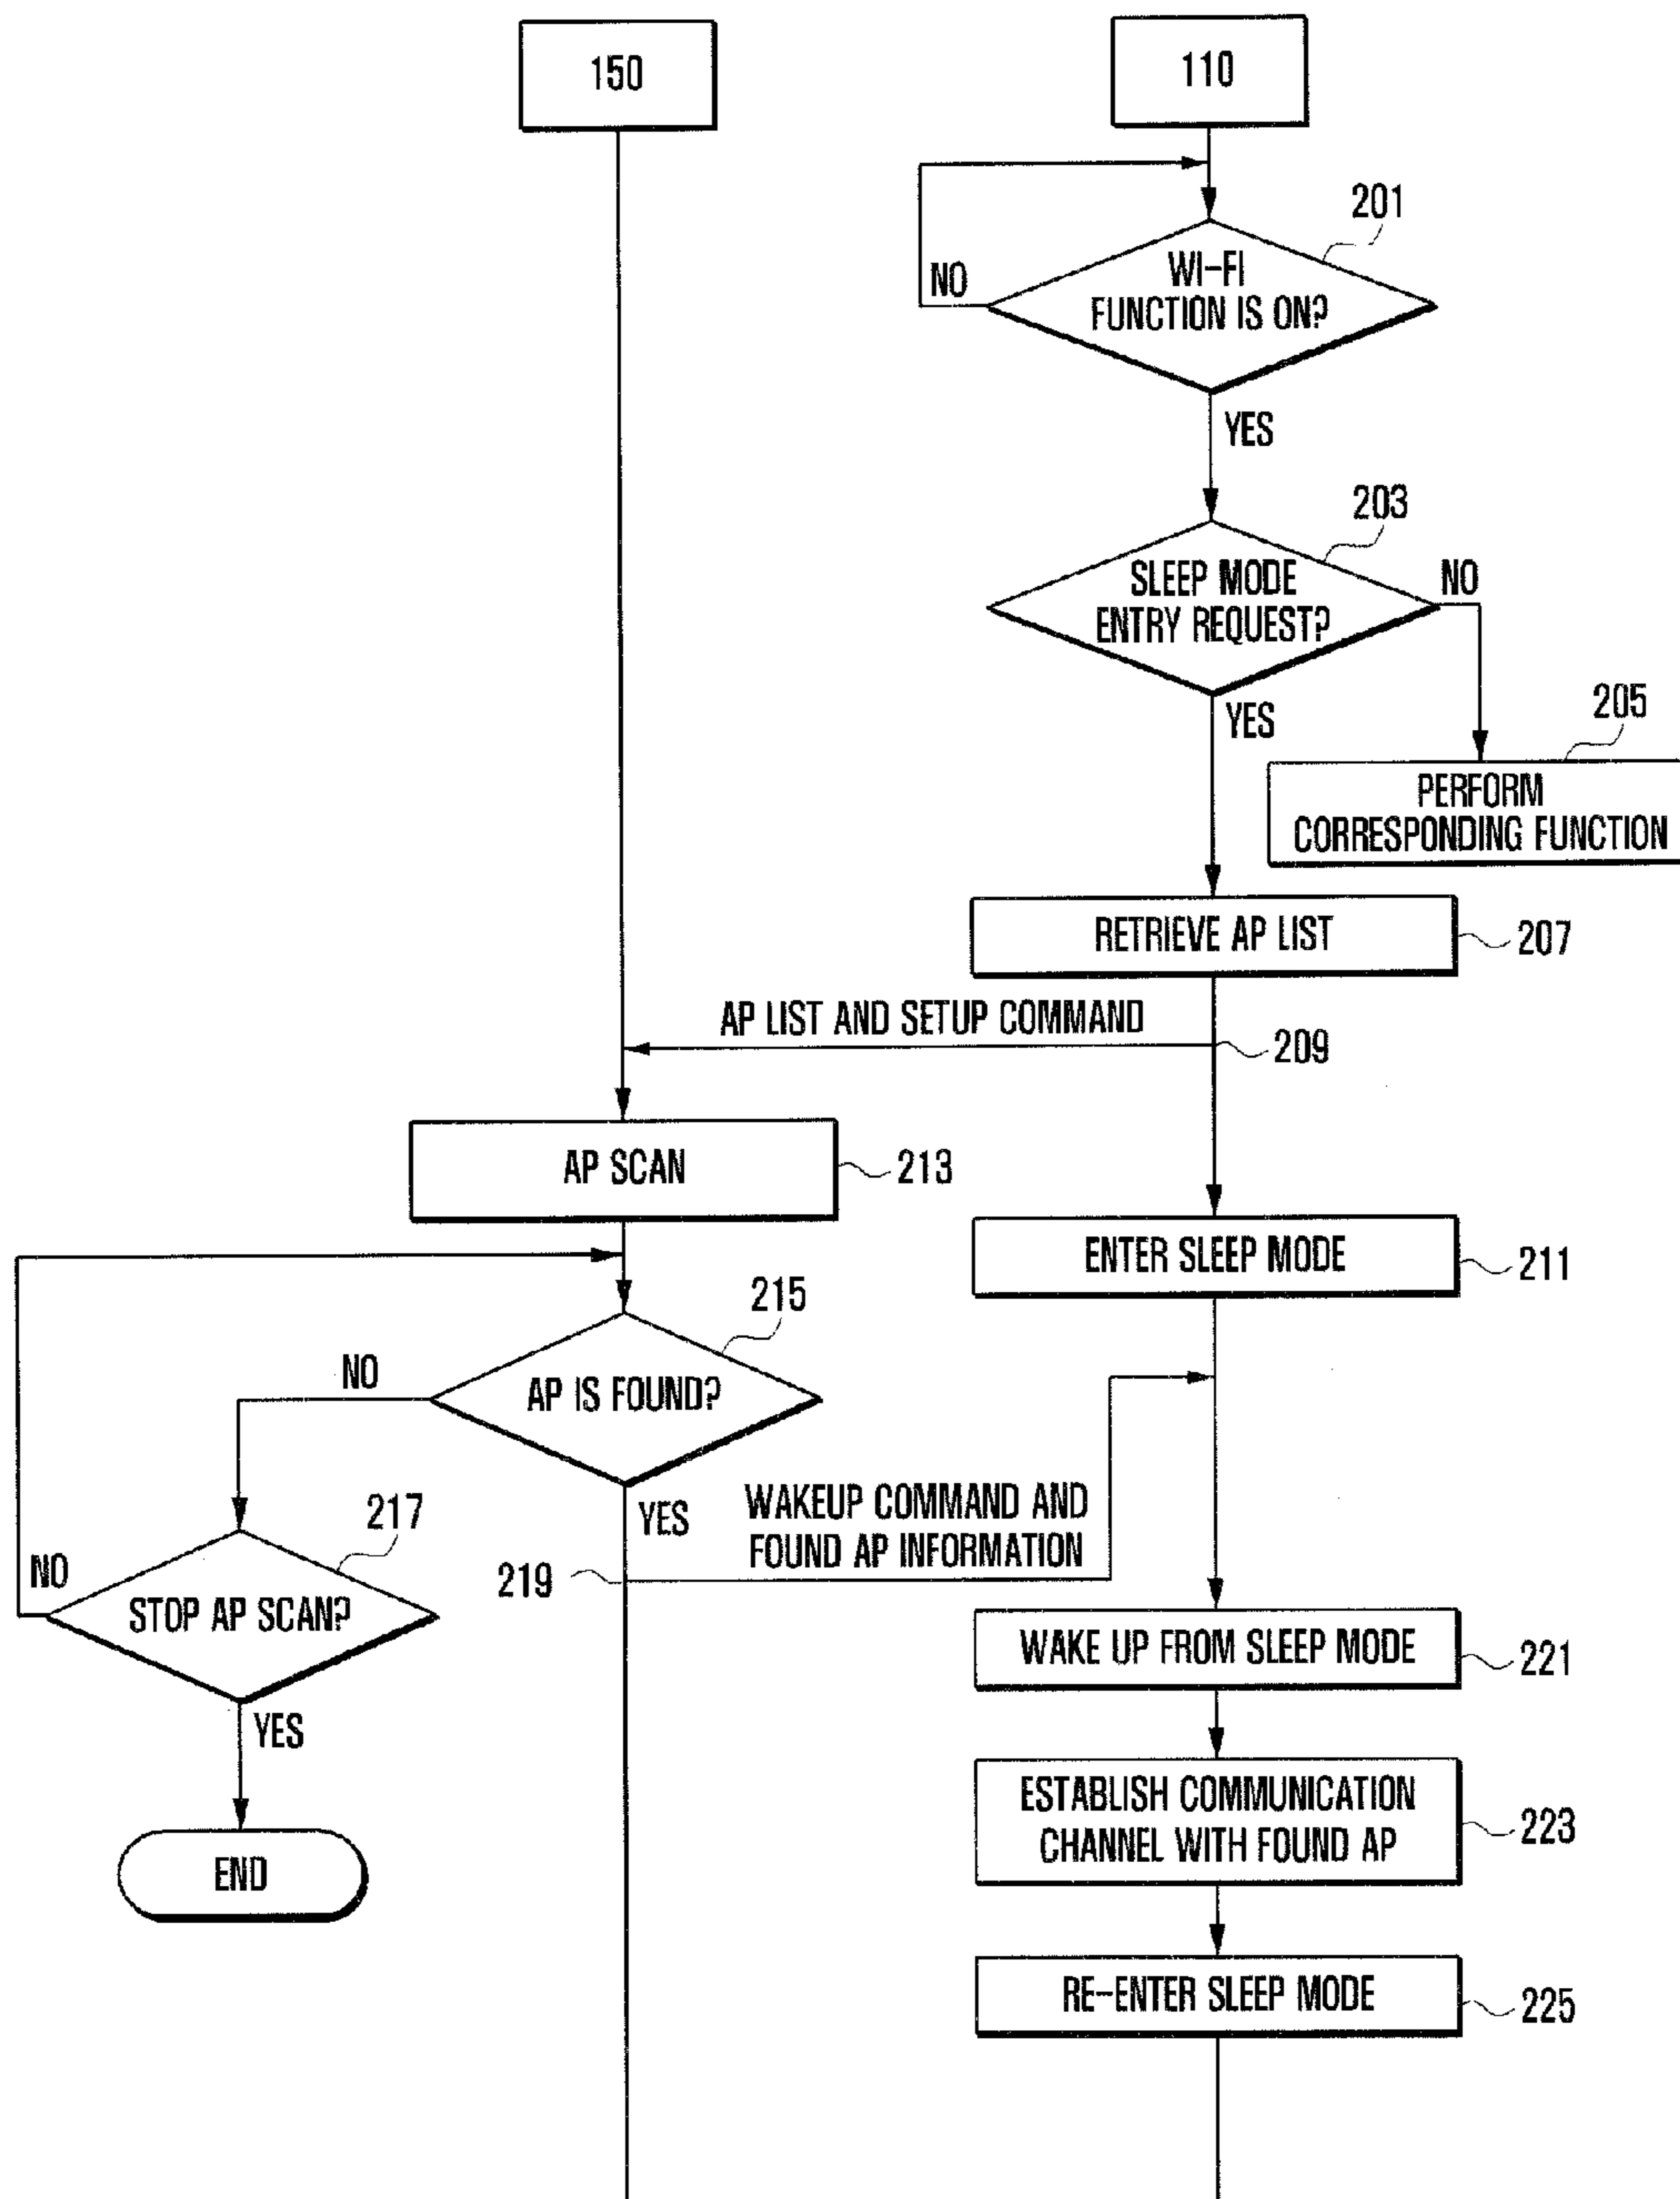 150
110
201
WI-FI
FUNCTION IS ON?
NO
YES
203
SLEEP MODE
ENTRY REQUEST?
NO
YES
205
PERFORM
CORRESPONDING FUNCTION
RETRIEVE AP LIST
207
AP LIST AND SETUP COMMAND
209
AP SCAN
213
ENTER SLEEP MODE
211
215
AP IS FOUND?
NO
YES
WAKEUP COMMAND AND
FOUND AP INFORMATION
219
217
STOP AP SCAN?
NO
YES
END
WAKE UP FROM SLEEP MODE
221
ESTABLISH COMMUNICATION
CHANNEL WITH FOUND AP
223
RE-ENTER SLEEP MODE
225